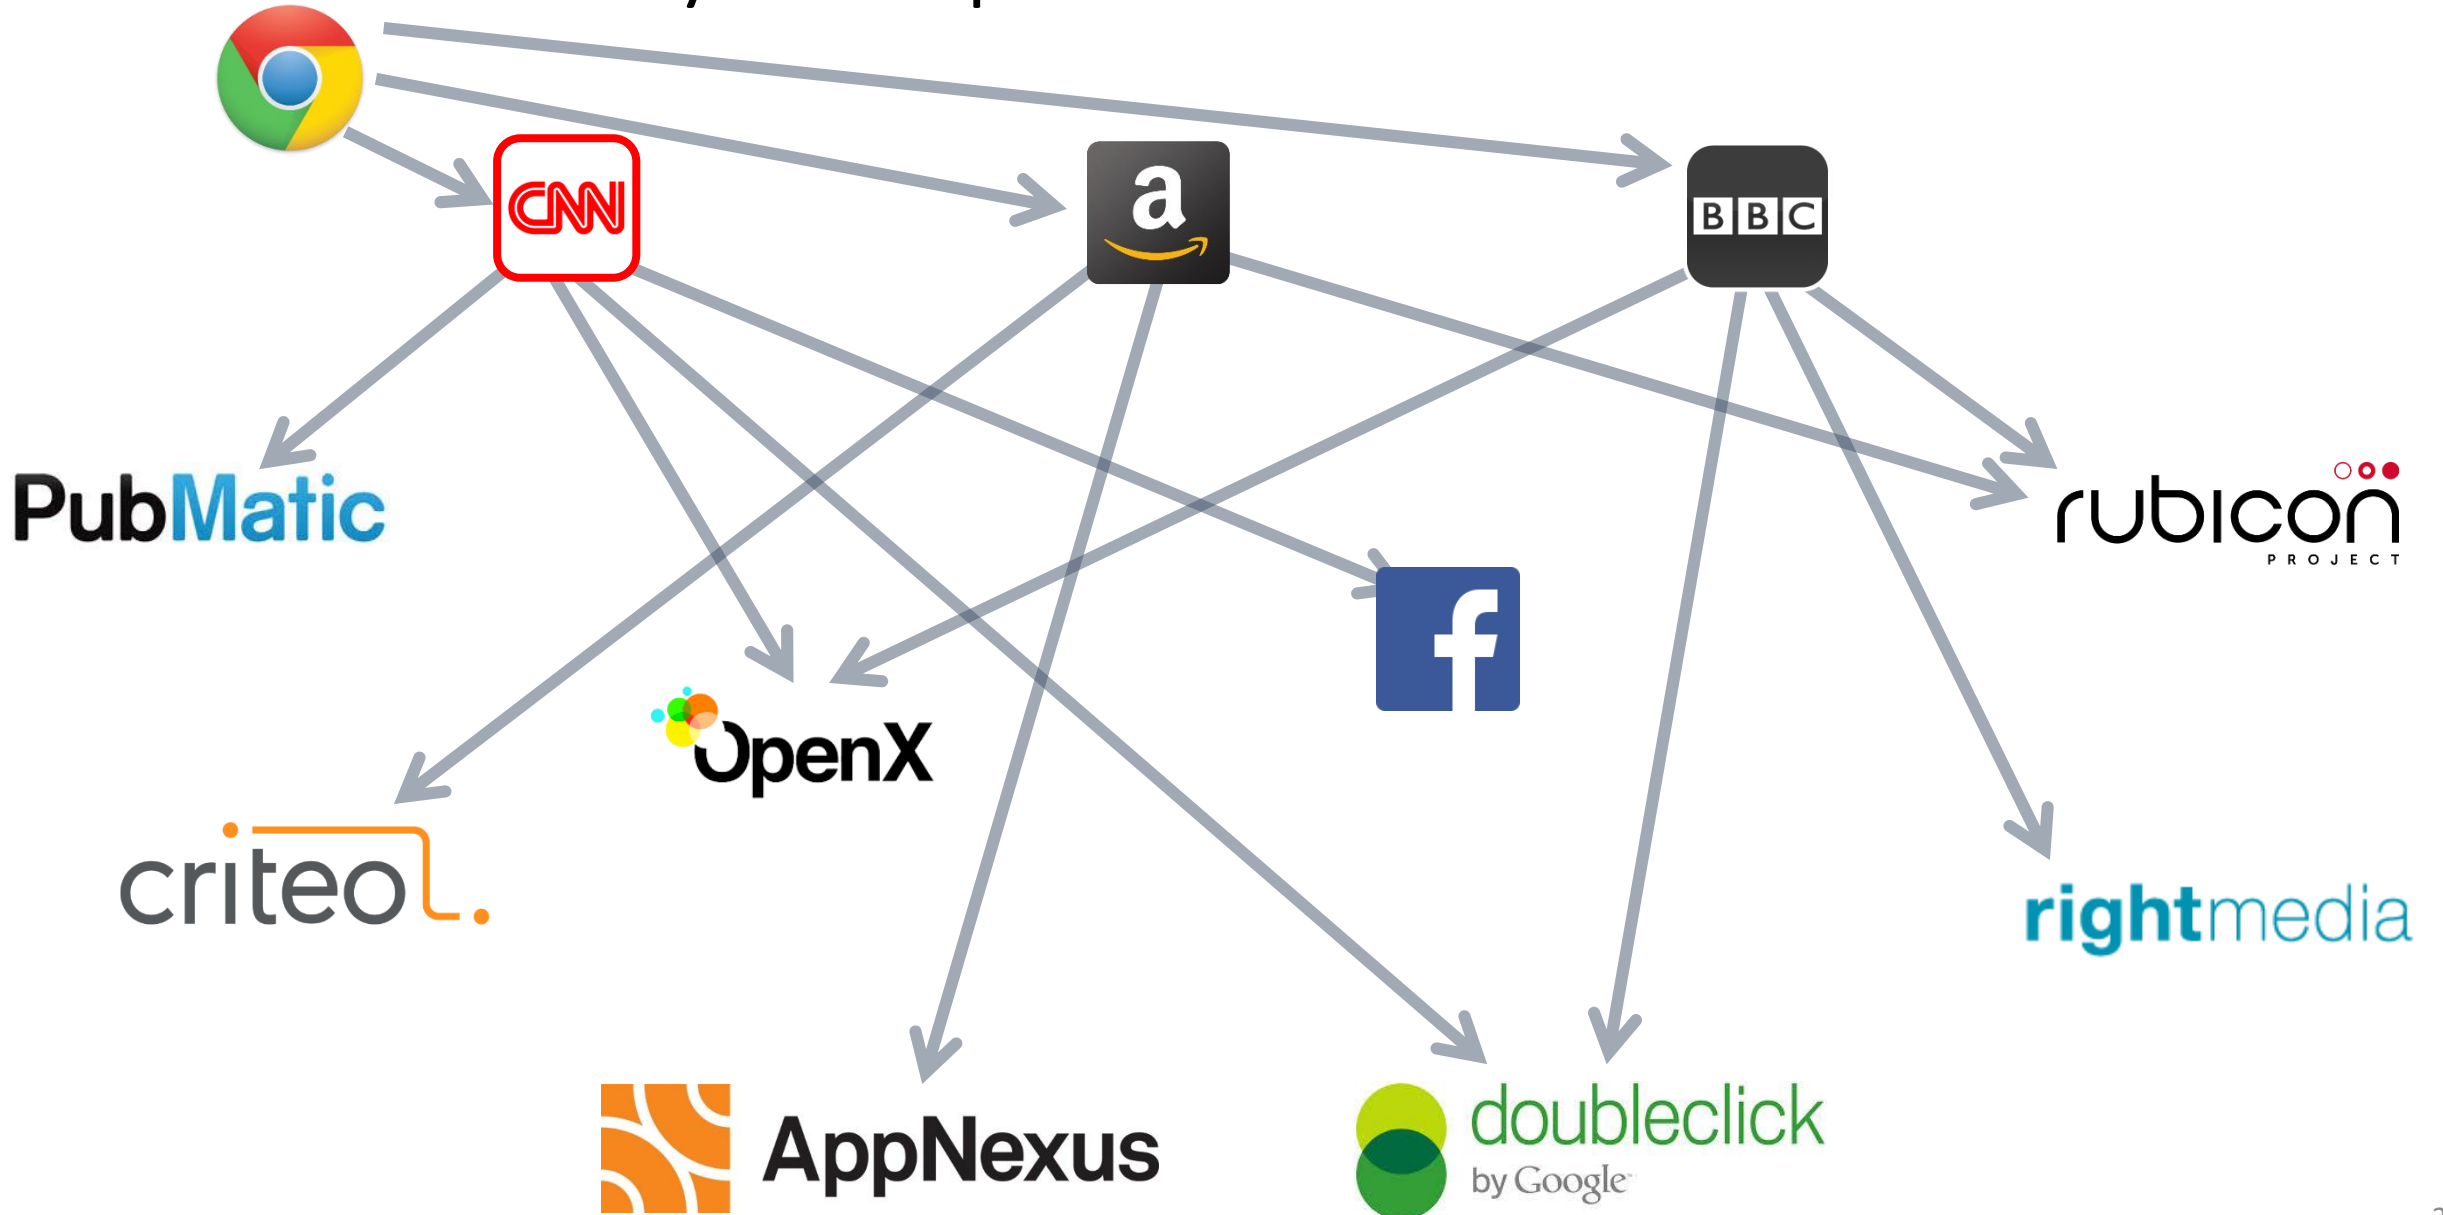 CNN
a
BBC
PubMatic
rubicon
PROJECT
f
OpenX
criteo
rightmedia
AppNexus
doubleclick
by Google